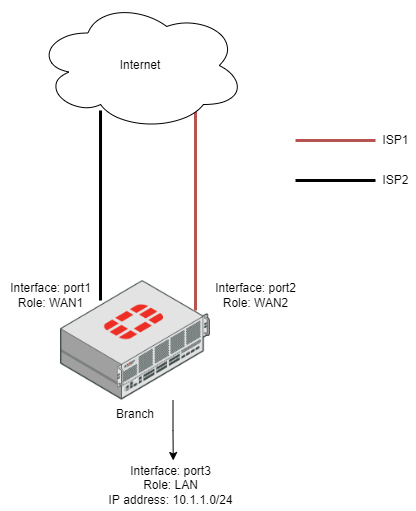 Internet
ISP1
ISP2
Interface: port1
Role: WAN1
Interface: port2
Role: WAN2
Branch
Interface: port3
Role: LAN
IP address: 10.1.1.0/24